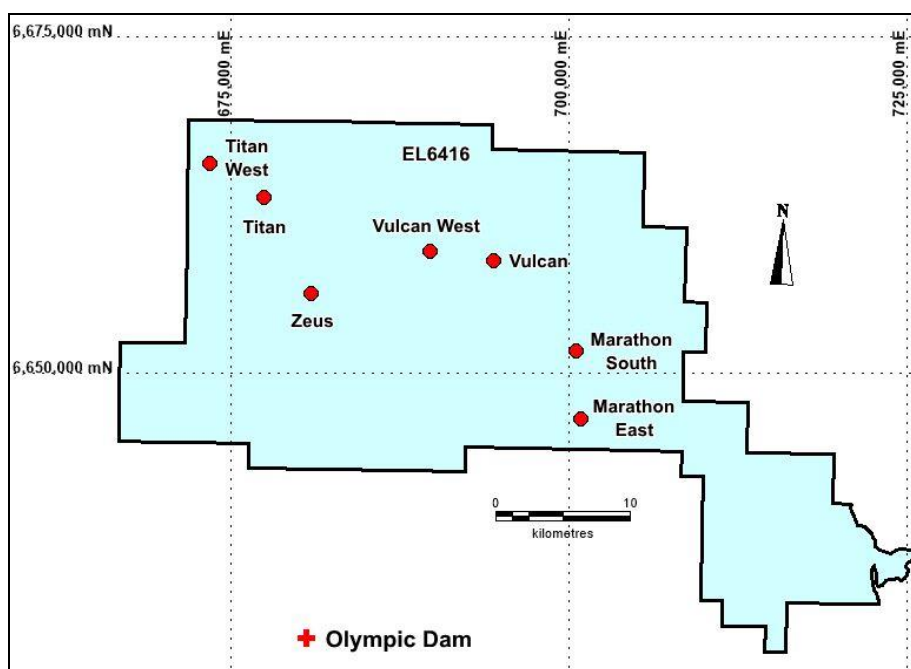 6,675,000 mN
675,000 mE
700,000 mE
725,000 mE
EL6416
Titan
West
Titan
Vulcan West
Vulcan
Zeus
N
Marathon
South
6,650,000 mN
Marathon
East
0 10
kilometres
Olympic Dam